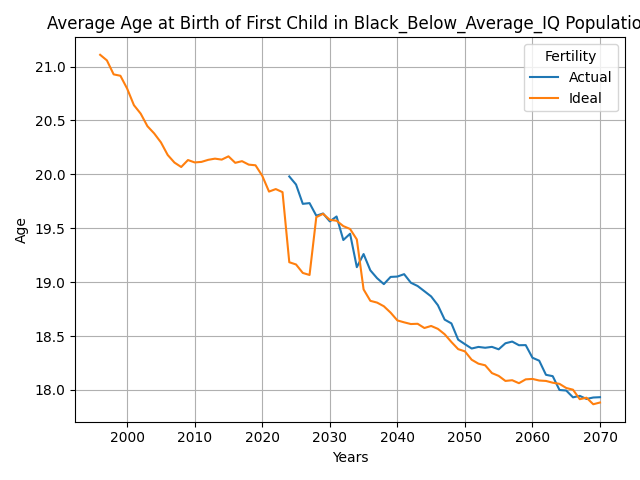 Average Age at Birth of First Child in Black_Below_Average_IQ Populatio
Fertility
Actual
Ideal
Age
21.0
20.5
20.0
19.5
19.0
18.5
18.0
2000 2010 2020 2030 2040 2050 2060 2070
Years